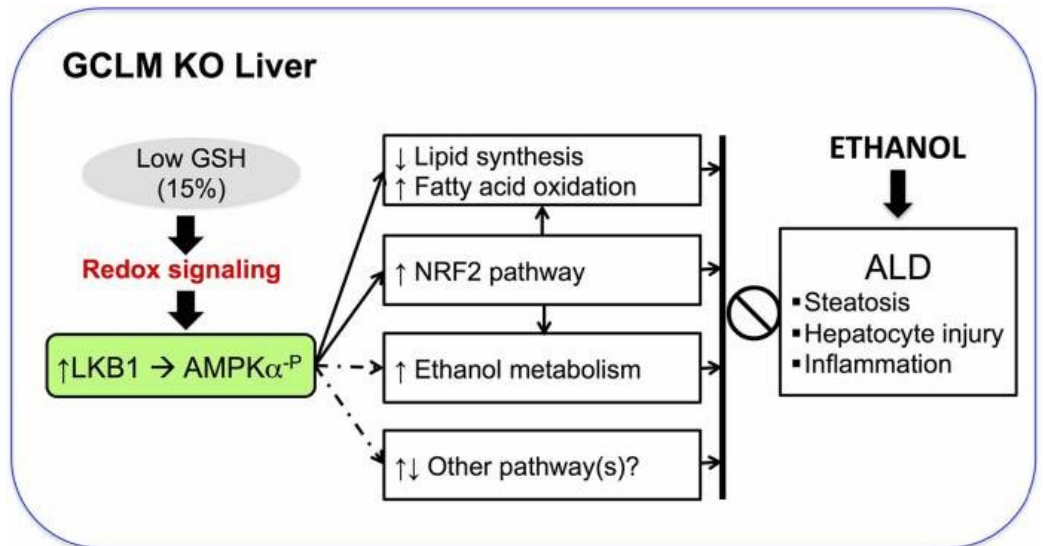 GCLM KO Liver
Low GSH
(15%)
Redox signaling
↑LKB1 → AMPKα-P
↓ Lipid synthesis
↑ Fatty acid oxidation
↑ NRF2 pathway
↑ Ethanol metabolism
↑↓ Other pathway(s)?
ETHANOL
ALD
▪ Steatosis
▪ Hepatocyte injury
▪ Inflammation